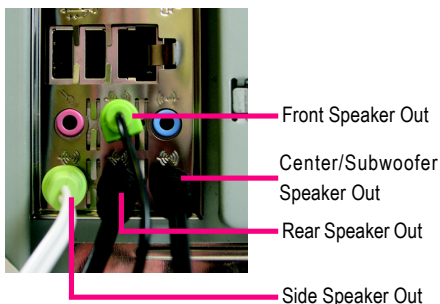 Front Speaker Out
Center/Subwoofer
Speaker Out
Rear Speaker Out
Side Speaker Out